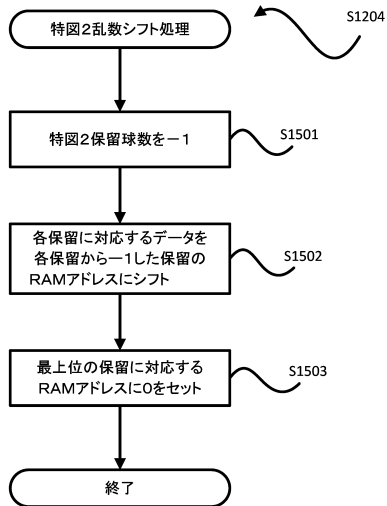 特図2乱数シフト処理
S1204
特図2保留球数を－1
S1501
各保留に対応するデータを
各保留から－1した保留の
RAMアドレスにシフト
S1502
最上位の保留に対応する
RAMアドレスに0をセット
S1503
終了